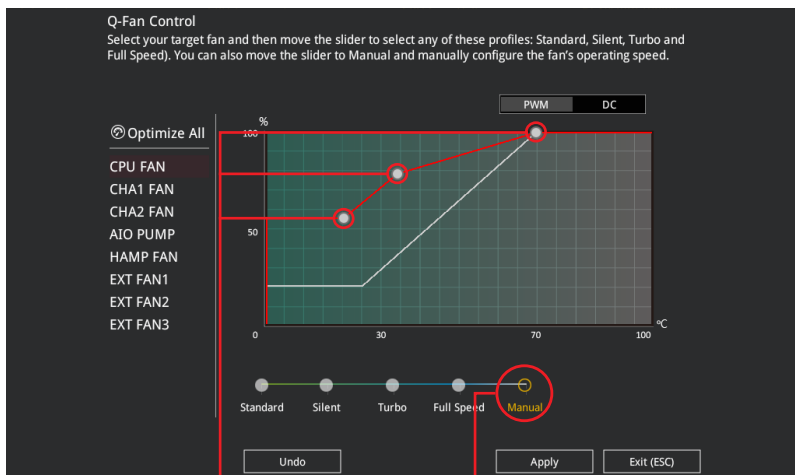 Q-Fan Control
Select your target fan and then move the slider to select any of these profiles: Standard, Silent, Turbo and
Full Speed). You can also move the slider to Manual and manually configure the fan's operating speed.
PWM DC
Optimize All
CPU FAN
CHA1 FAN
CHA2 FAN
AIO PUMP
HAMP FAN
EXT FAN1
EXT FAN2
EXT FAN3
%
100
50
0 30 70 100
ºC
Standard Silent Turbo Full Speed Manual
Undo Apply Exit (ESC)